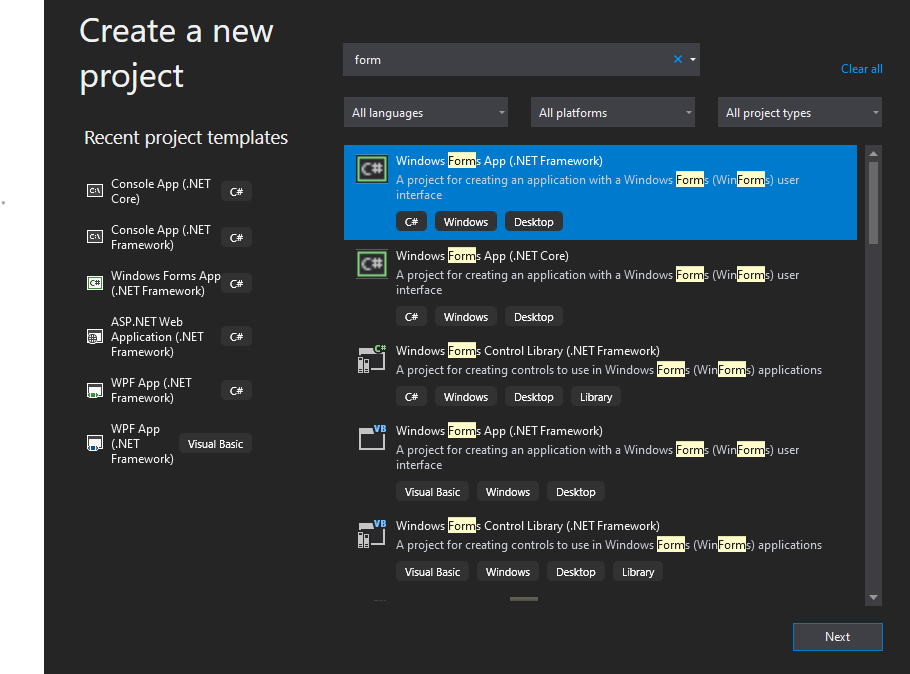 Create a new
project
Recent project templates
Console App (.NET
Core)
C#
Console App (.NET
Framework)
C#
Windows Forms App
(.NET Framework)
C#
ASP.NET Web
Application (.NET
Framework)
C#
WPF App (.NET
Framework)
C#
WPF App
(.NET
Framework)
Visual Basic
form
Clear all
All languages
All platforms
All project types
C#
Windows Forms App (.NET Framework)
A project for creating an application with a Windows Forms (WinForms) user
interface
C# Windows Desktop
C#
Windows Forms App (.NET Core)
A project for creating an application with a Windows Forms (WinForms) user
interface
C# Windows Desktop
C#
Windows Forms Control Library (.NET Framework)
A project for creating controls to use in Windows Forms (WinForms) applications
C# Windows Desktop Library
VB
Windows Forms App (.NET Framework)
A project for creating an application with a Windows Forms (WinForms) user
interface
Visual Basic Windows Desktop
VB
Windows Forms Control Library (.NET Framework)
A project for creating controls to use in Windows Forms (WinForms) applications
Visual Basic Windows Desktop Library
Next